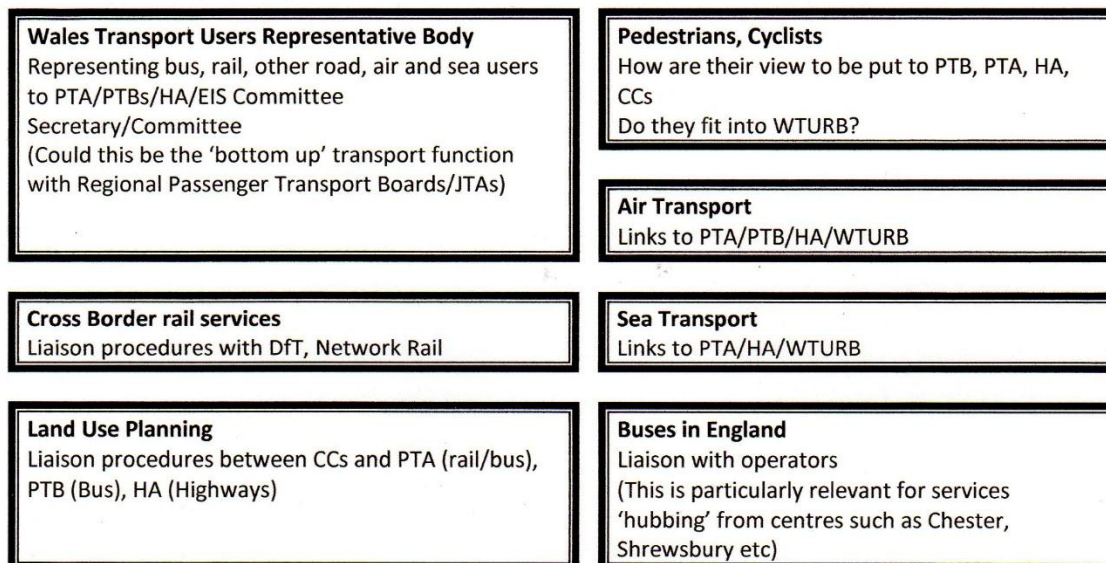 Wales Transport Users Representative Body
Representing bus, rail, other road, air and sea users
to PTA/PTBs/HA/EIS Committee
Secretary/Committee
(Could this be the ‘bottom up’ transport function
with Regional Passenger Transport Boards/JTAs)
Pedestrians, Cyclists
How are their view to be put to PTB, PTA, HA,
CCs
Do they fit into WTURB?
Air Transport
Links to PTA/PTB/HA/WTURB
Cross Border rail services
Liaison procedures with DfT, Network Rail
Sea Transport
Links to PTA/HA/WTURB
Land Use Planning
Liaison procedures between CCs and PTA (rail/bus),
PTB (Bus), HA (Highways)
Buses in England
Liaison with operators
(This is particularly relevant for services
‘hubbing’ from centres such as Chester,
Shrewsbury etc)